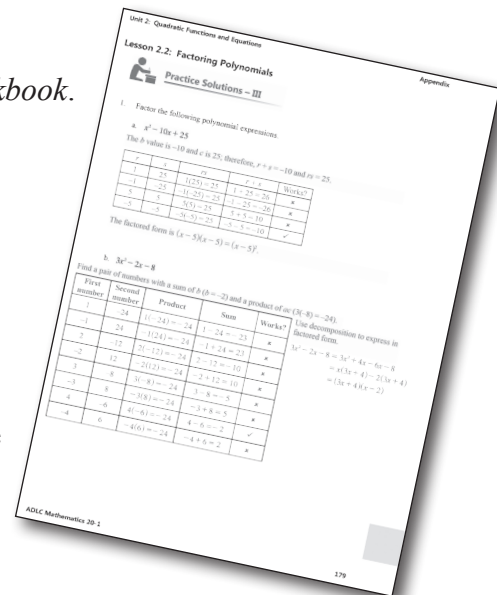 kbook.
Unit 2: Quadratic Functions and Equations
Appendix
Lesson 2.2: Factoring Polynomials
Practice Solutions – III
1. Factor the following polynomial expressions.
a. x² – 10x + 25
The b value is –10 and c is 25; therefore, r + s = –10 and rs = 25.
r s rs r + s Works?
1 25 1(25) = 25 1 + 25 = 26 ×
–1 –25 –1(–25) = 25 –1 – 25 = –26 ×
5 5 5(5) = 25 5 + 5 = 10 ×
–5 –5 –5(–5) = 25 –5 – 5 = –10 ✓
The factored form is (x – 5)(x – 5) = (x – 5)².
b. 3x² – 2x – 8
Find a pair of numbers with a sum of b (b = –2) and a product of ac (3(–8) = –24).
First number Second number Product Sum Works?
1 –24 1(–24) = –24 1 – 24 = –23 ×
–1 24 –1(24) = –24 –1 + 24 = 23 ×
2 –12 2(–12) = –24 2 – 12 = –10 ×
–2 12 –2 + 12 = 10 ×
3 –8 3(–8) = –24 3 – 8 = –5 ×
–3 8 –3(8) = –24 –3 + 8 = 5 ×
4 –6 4(–6) = –24 4 – 6 = –2 ✓
–4 6 –4(6) = –24 –4 + 6 = 2 ×
Use decomposition to express in
factored form.
3x² – 2x – 8 = 3x² + 4x – 6x – 8
= x(3x + 4) – 2(3x + 4)
= (3x + 4)(x – 2)
ADLC Mathematics 20-1
179